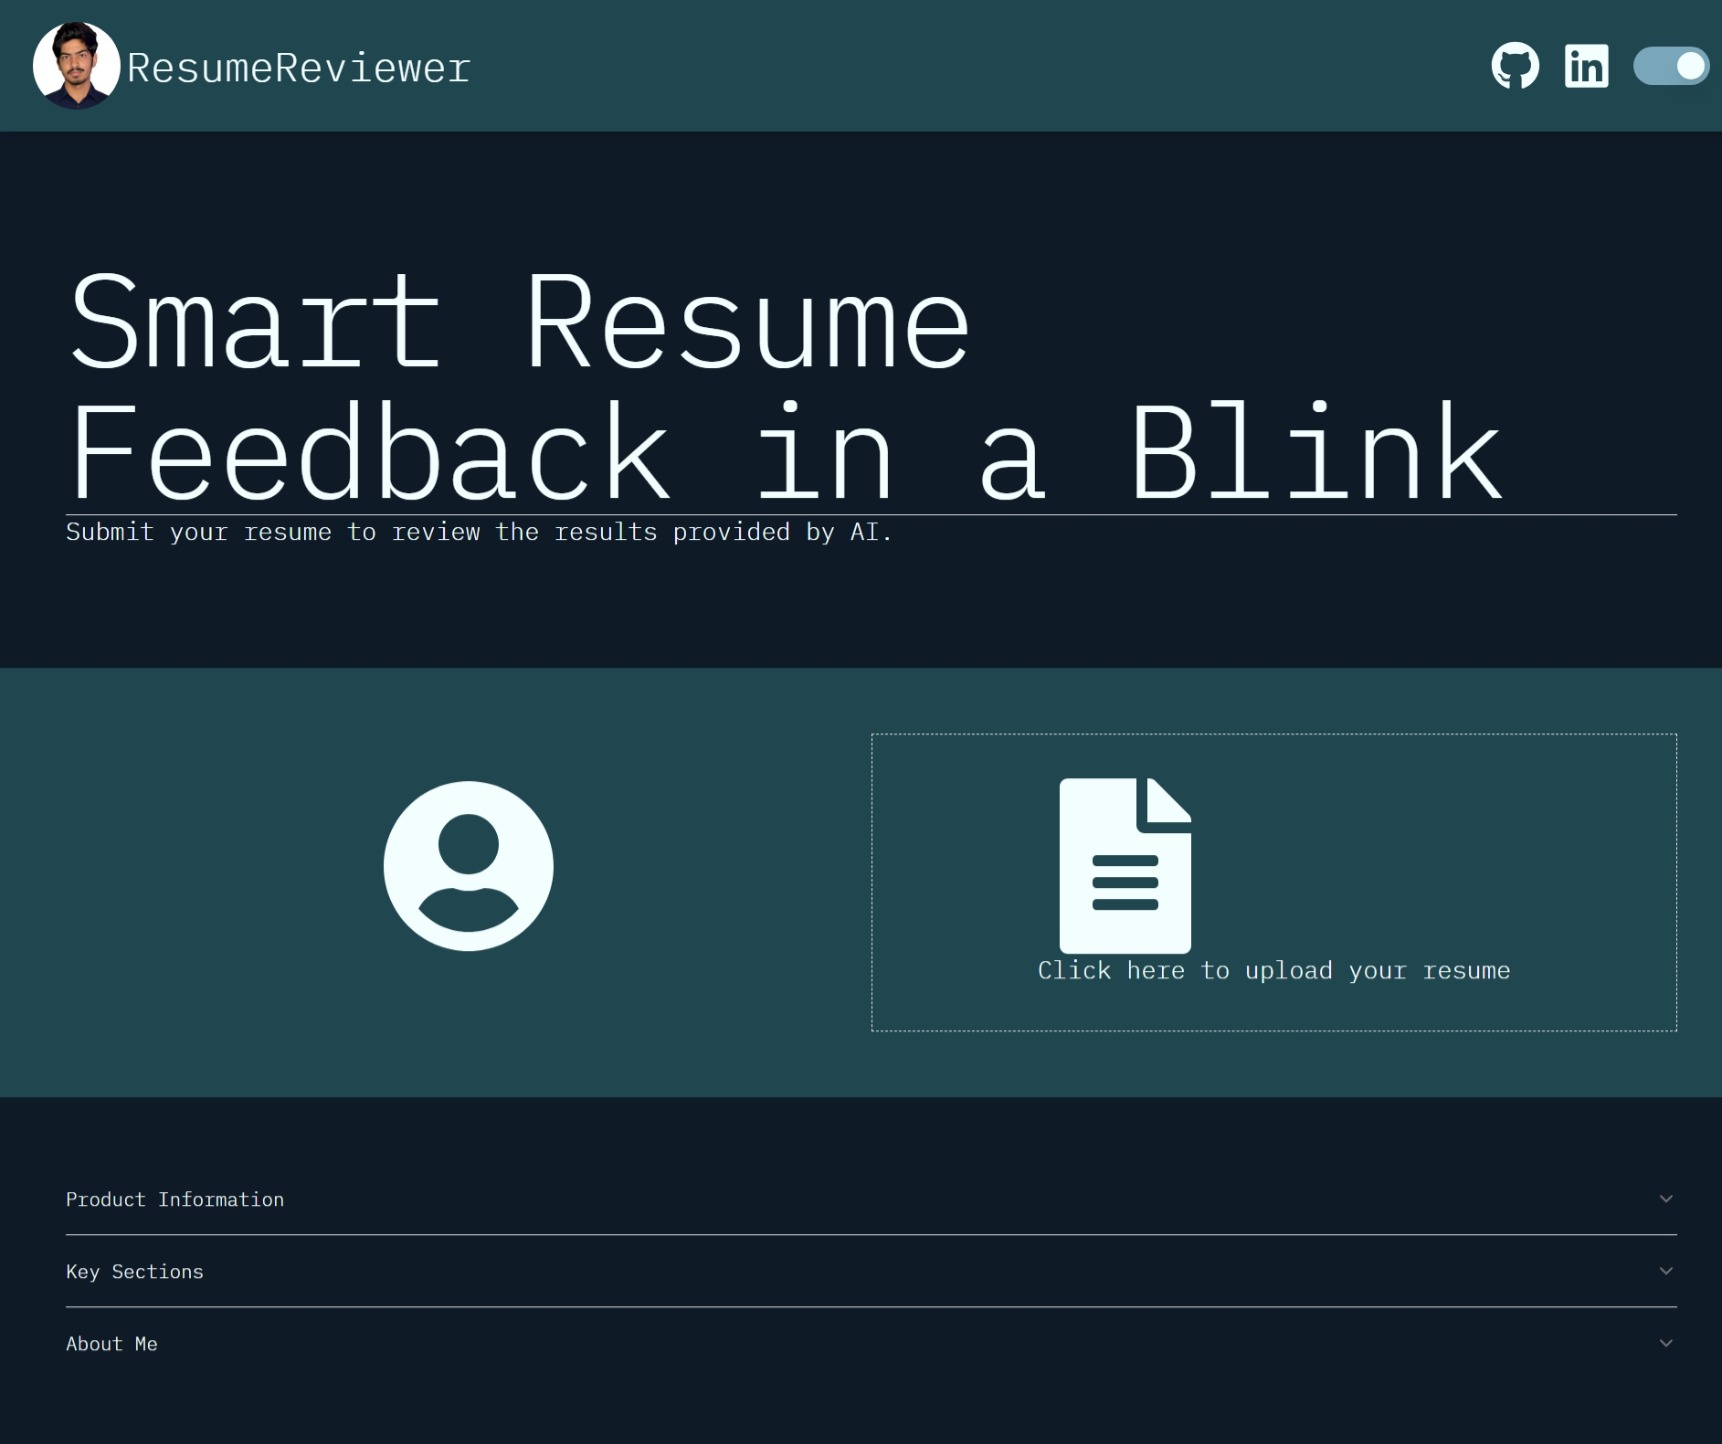 ResumeReviewer
Smart Resume
Feedback in a Blink
Submit your resume to review the results provided by AI.
Click here to upload your resume
Product Information
Key Sections
About Me